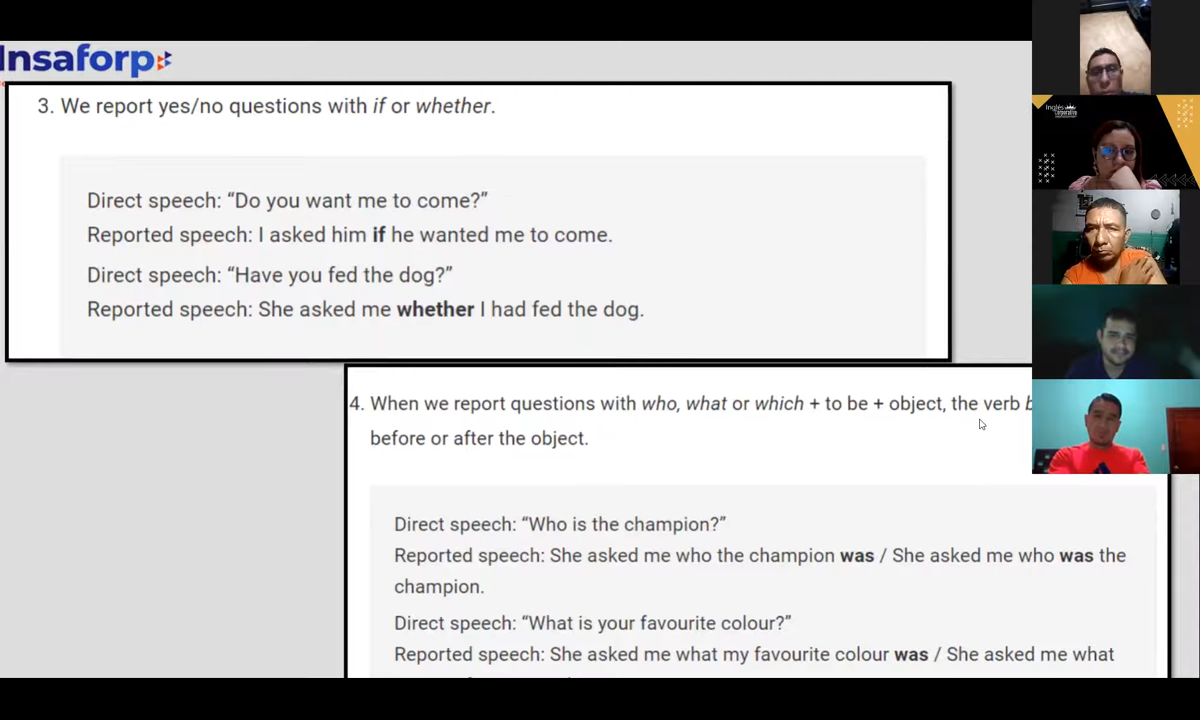 Insaforp
3. We report yes/no questions with if or whether.
Direct speech: “Do you want me to come?”
Reported speech: I asked him if he wanted me to come.
Direct speech: “Have you fed the dog?”
Reported speech: She asked me whether I had fed the dog.
4. When we report questions with who, what or which + to be + object, the verb
before or after the object.
Direct speech: “Who is the champion?”
Reported speech: She asked me who the champion was / She asked me who was the
champion.
Direct speech: “What is your favourite colour?”
Reported speech: She asked me what my favourite colour was / She asked me what
Inglés
Corporativo